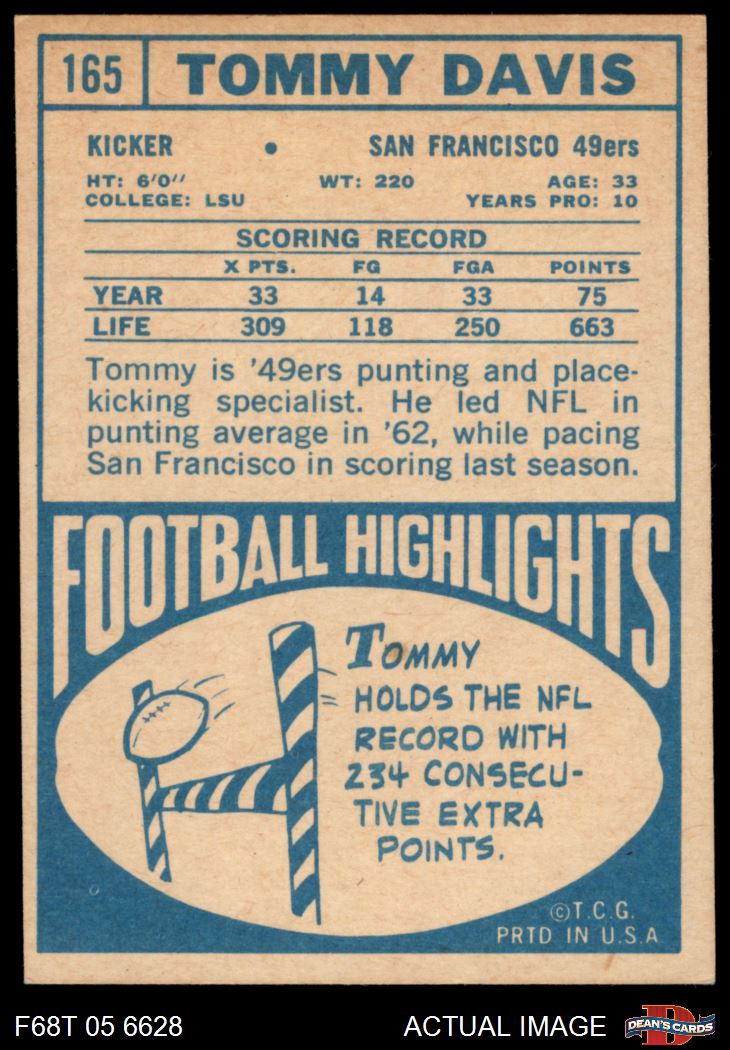 165 TOMMY DAVIS
KICKER • SAN FRANCISCO 49ers
HT: 6'0" WT: 220 AGE: 33
COLLEGE: LSU YEARS PRO: 10
SCORING RECORD
X PTS. FG FGA POINTS
YEAR 33 14 33 75
LIFE 309 118 250 663
Tommy is '49ers punting and place-
kicking specialist. He led NFL in
punting average in '62, while pacing
San Francisco in scoring last season.
FOOTBALL HIGHLIGHTS
TOMMY
HOLDS THE NFL
RECORD WITH
234 CONSECU-
TIVE EXTRA
POINTS.
©T.C.G.
PRTD IN U.S.A
F68T 05 6628 ACTUAL IMAGE D DEAN'S CARDS